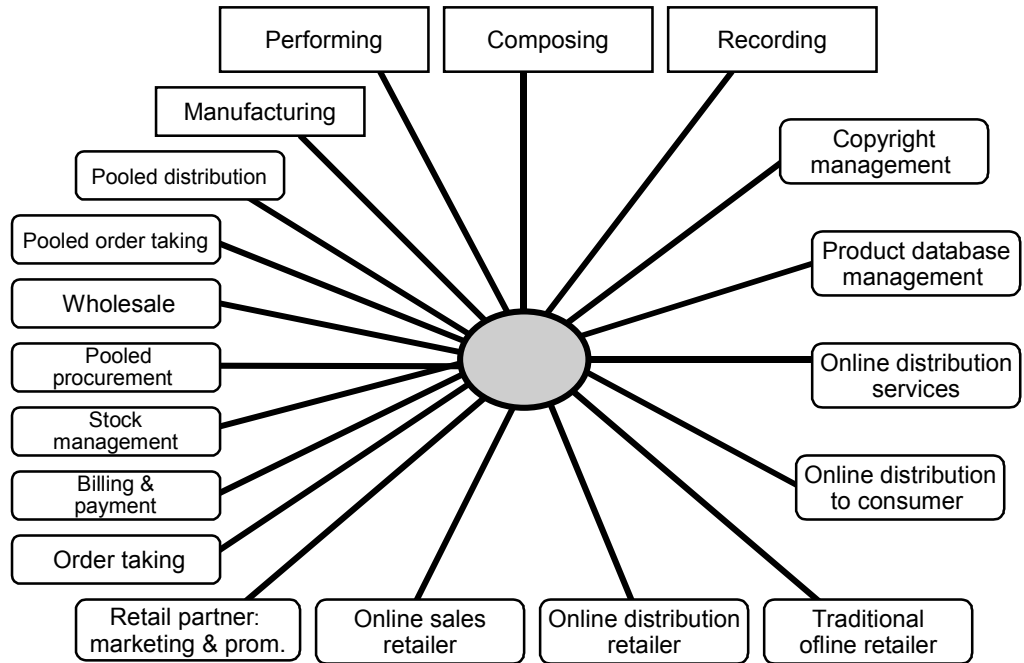 Performing
Composing
Recording
Manufacturing
Copyright
management
Pooled distribution
Pooled order taking
Product database
management
Wholesale
Pooled
procurement
Online distribution
services
Stock
management
Billing &
payment
Online distribution
to consumer
Order taking
Retail partner:
marketing & prom.
Online sales
retailer
Online distribution
retailer
Traditional
ofline retailer